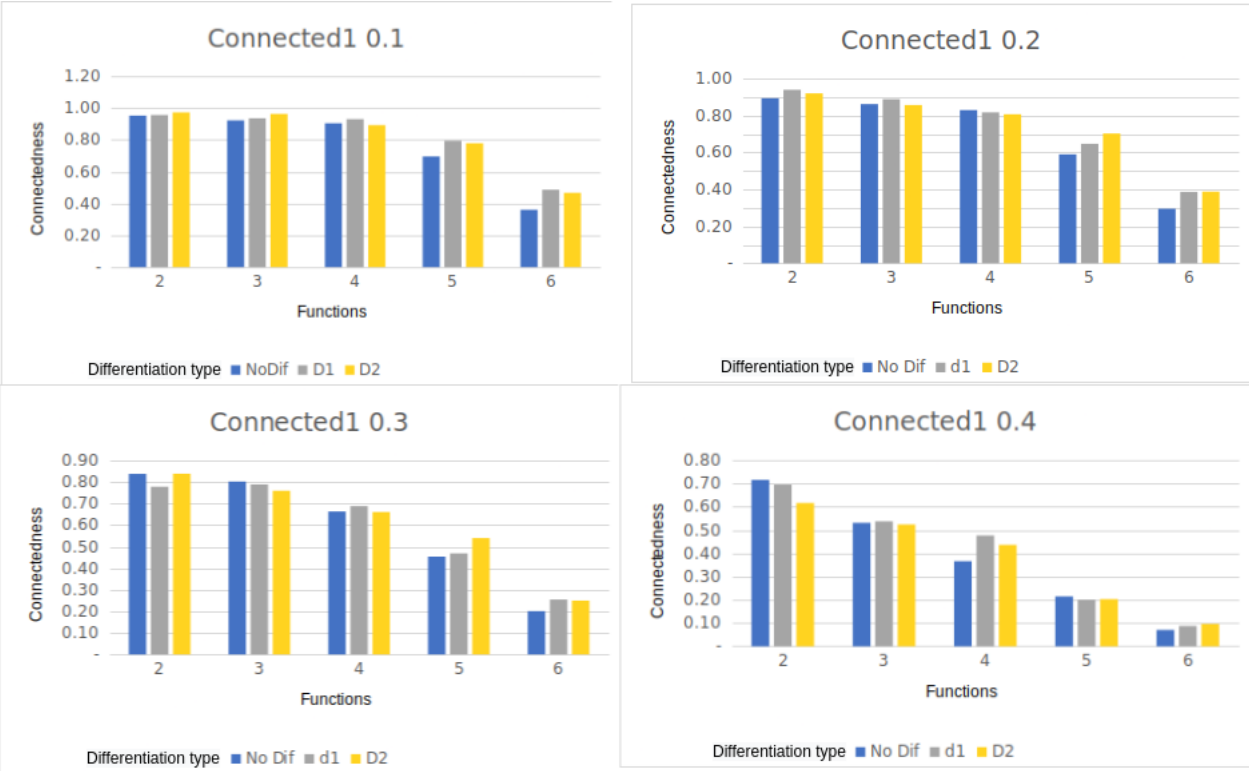 Connected1 0.1
1.20
1.00
0.80
0.60
0.40
0.20
-
Connectedness
2 3 4 5 6
Functions
Differentiation type NoDif D1 D2
Connected1 0.2
1.00
0.80
0.60
0.40
0.20
-
Connectedness
2 3 4 5 6
Functions
Differentiation type No Dif d1 D2
Connected1 0.3
0.90
0.80
0.70
0.60
0.50
0.40
0.30
0.20
0.10
-
Connectedness
2 3 4 5 6
Functions
Differentiation type No Dif d1 D2
Connected1 0.4
0.80
0.70
0.60
0.50
0.40
0.30
0.20
0.10
-
Connectedness
2 3 4 5 6
Functions
Differentiation type No Dif d1 D2